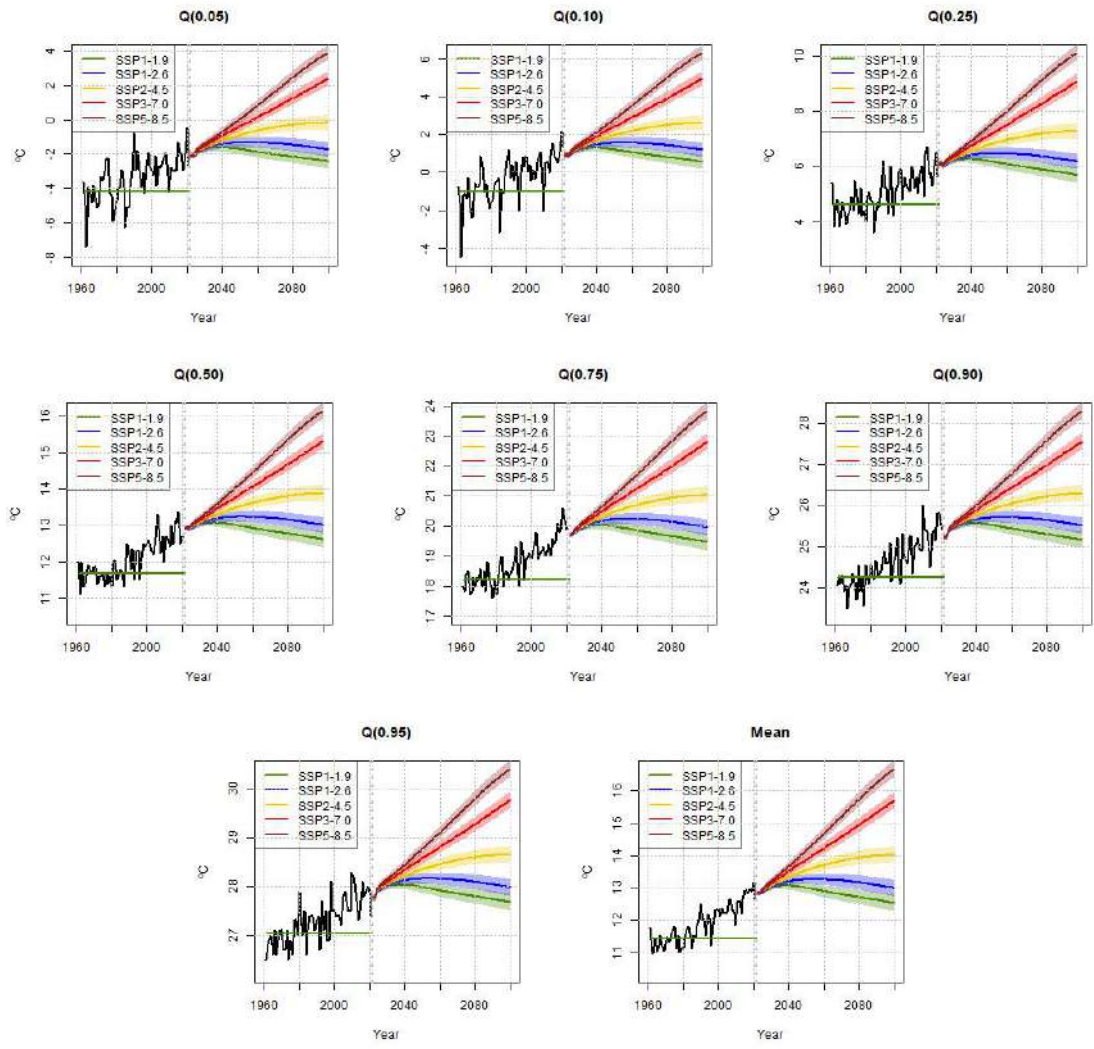 Q(0.05)
4
2
0
-2
-4
-6
-8
ºC
SSP1-1.9
SSP1-2.6
SSP2-4.5
SSP3-7.0
SSP5-8.5
1960 2000 2040 2080
Year
Q(0.10)
6
4
2
0
-2
-4
ºC
SSP1-1.9
SSP1-2.6
SSP2-4.5
SSP3-7.0
SSP5-8.5
1960 2000 2040 2080
Year
Q(0.25)
10
8
6
4
ºC
SSP1-1.9
SSP1-2.6
SSP2-4.5
SSP3-7.0
SSP5-8.5
1960 2000 2040 2080
Year
Q(0.50)
16
15
14
13
12
11
ºC
SSP1-1.9
SSP1-2.6
SSP2-4.5
SSP3-7.0
SSP5-8.5
1960 2000 2040 2080
Year
Q(0.75)
24
23
22
21
20
19
18
17
ºC
SSP1-1.9
SSP1-2.6
SSP2-4.5
SSP3-7.0
SSP5-8.5
1960 2000 2040 2080
Year
Q(0.90)
28
27
26
25
24
ºC
SSP1-1.9
SSP1-2.6
SSP2-4.5
SSP3-7.0
SSP5-8.5
1960 2000 2040 2080
Year
Q(0.95)
30
29
28
27
ºC
SSP1-1.9
SSP1-2.6
SSP2-4.5
SSP3-7.0
SSP5-8.5
1960 2000 2040 2080
Year
Mean
16
15
14
13
12
11
ºC
SSP1-1.9
SSP1-2.6
SSP2-4.5
SSP3-7.0
SSP5-8.5
1960 2000 2040 2080
Year